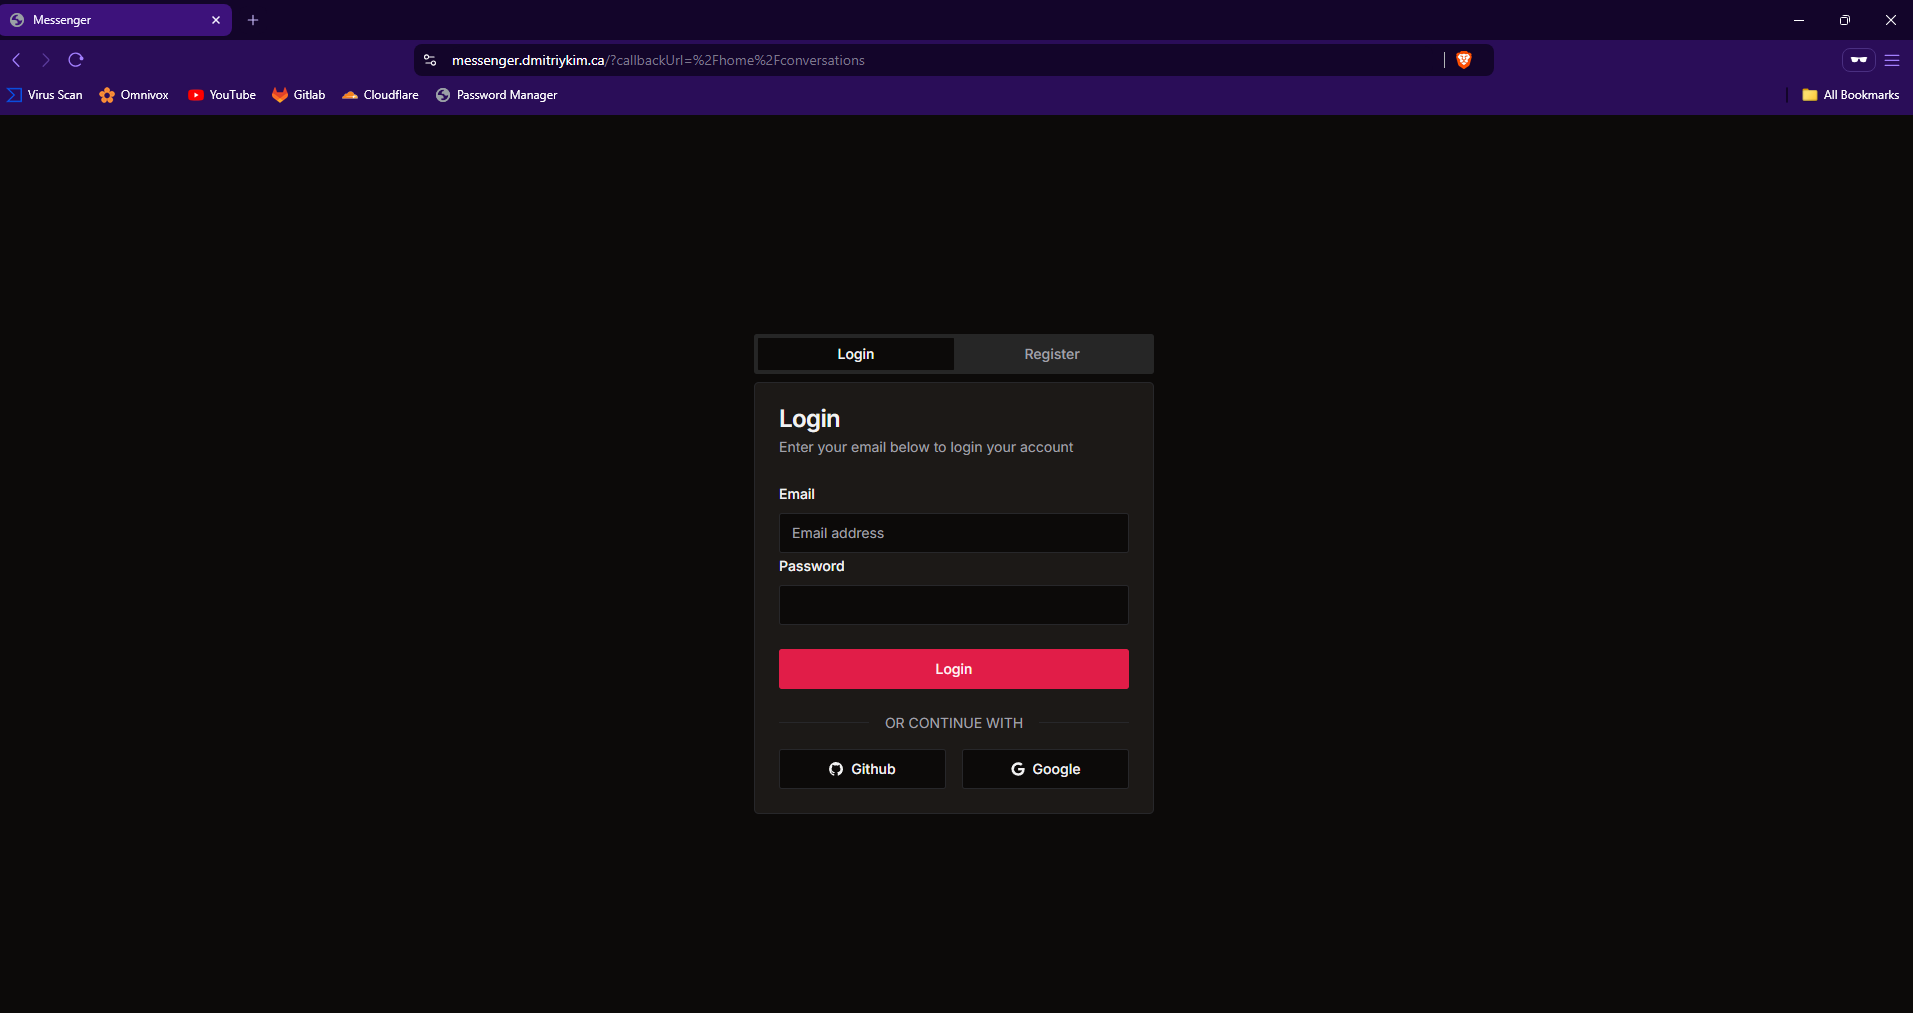 Messenger
messenger.dmitriykim.ca/?callbackUrl=%2Fhome%2Fconversations
Virus Scan Omnivox YouTube Gitlab Cloudflare Password Manager All Bookmarks
Login Register
Login
Enter your email below to login your account
Email
Email address
Password
Login
OR CONTINUE WITH
Github Google